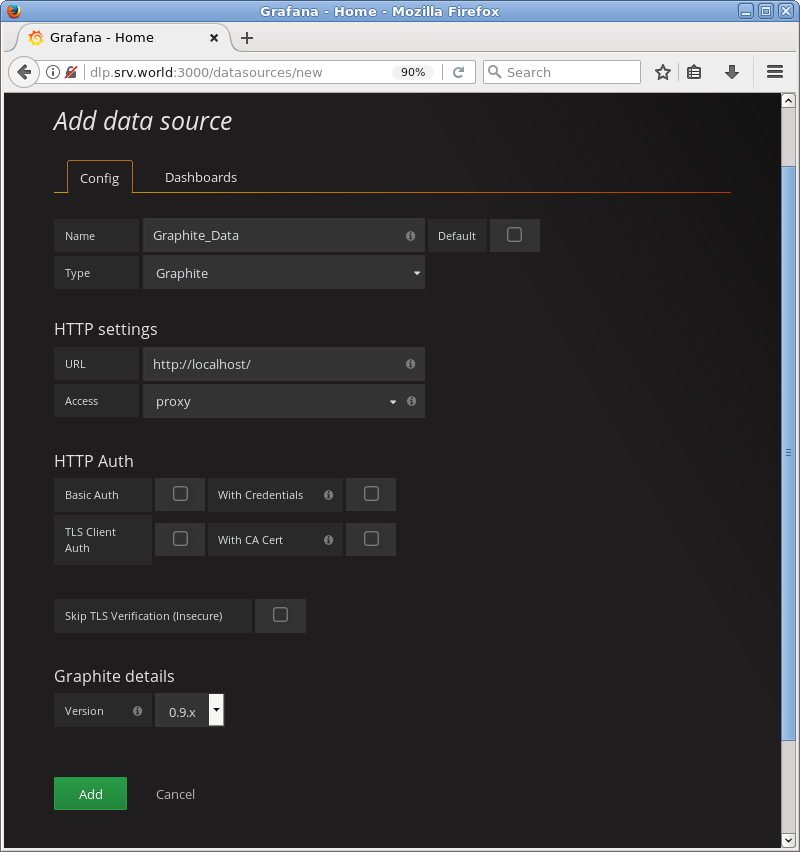 Grafana - Home - Mozilla Firefox
Grafana - Home
dlp.srv.world:3000/datasources/new 90% Search
Add data source
Config Dashboards
Name Graphite_Data Default
Type Graphite
HTTP settings
URL http://localhost/
Access proxy
HTTP Auth
Basic Auth With Credentials
TLS Client
Auth
With CA Cert
Skip TLS Verification (Insecure)
Graphite details
Version 0.9.x
Add Cancel